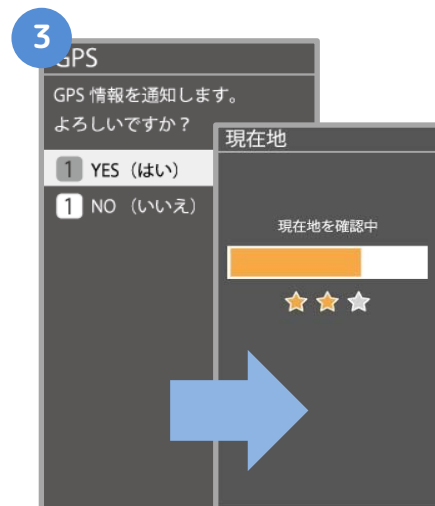 3
GPS
GPS 情報を通知します。
よろしいですか？
1 YES（はい）
1 NO （いいえ）
現在地
現在地を確認中